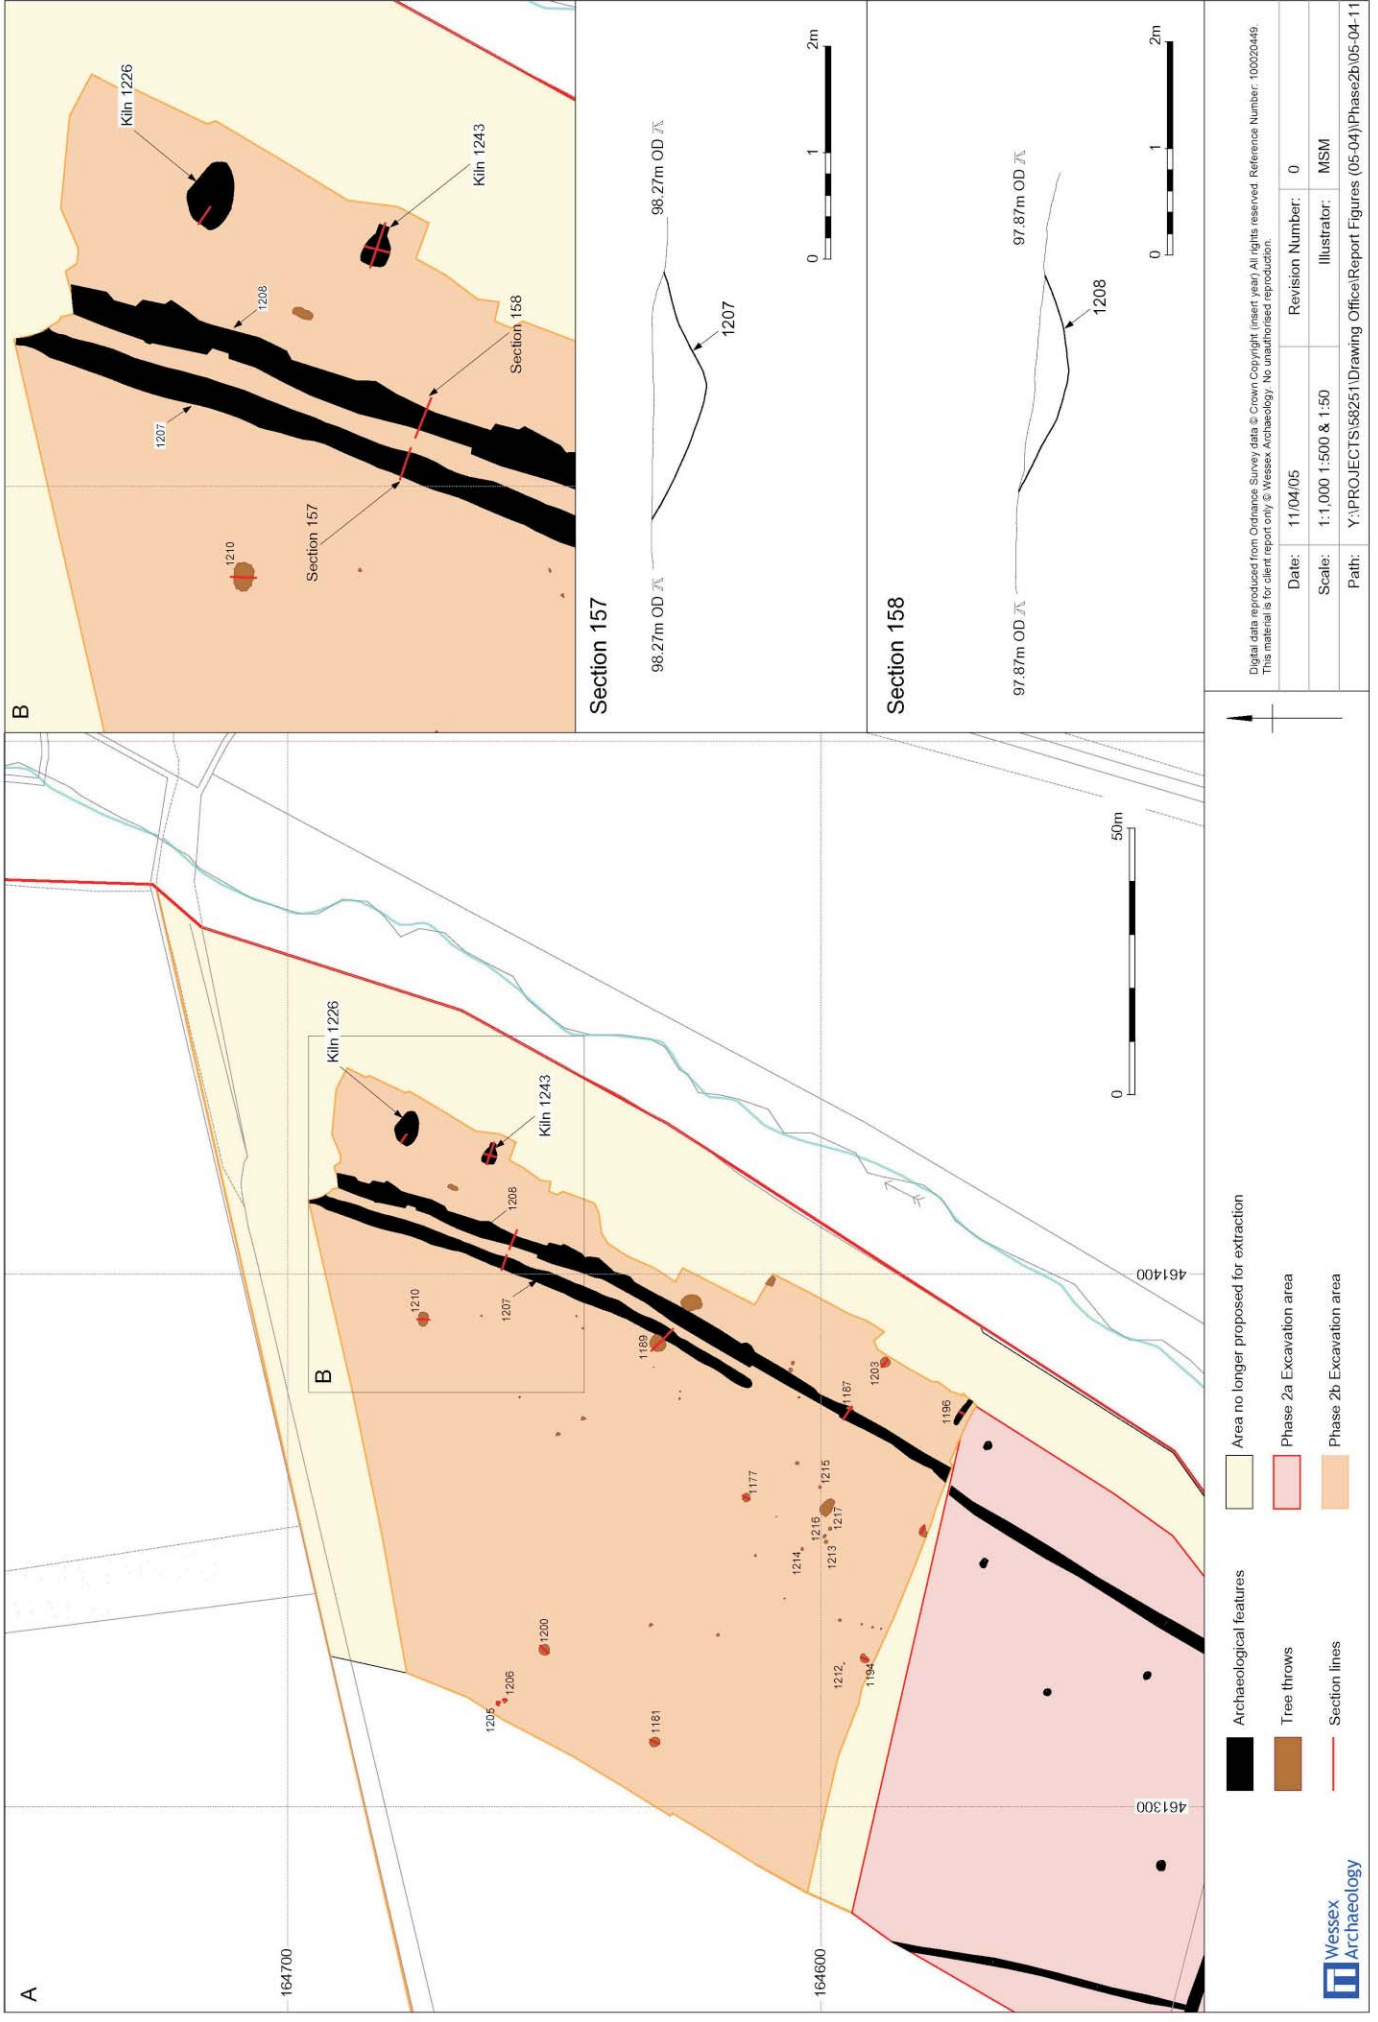 A
164700
164600
461300
461400
B
Kiln 1226
Kiln 1243
1208
1207
1210
1189
1187
1203
1196
1177
1215
1216
1217
1214
1213
1200
1206
1205
1181
1212
1194
0
50m
B
Kiln 1226
Kiln 1243
1208
1207
1210
Section 157
Section 158
Section 157
98.27m OD
98.27m OD
1207
0
1
2m
Section 158
97.87m OD
97.87m OD
1208
0
1
2m
Archaeological features
Tree throws
Section lines
Area no longer proposed for extraction
Phase 2a Excavation area
Phase 2b Excavation area
Wessex
Archaeology
Digital data reproduced from Ordnance Survey data © Crown Copyright (insert year) All rights reserved. Reference Number: 100020449.
This material is for client report only © Wessex Archaeology. No unauthorised reproduction.
Date: 11/04/05 Revision Number: 0
Scale: 1:1,000 1:500 & 1:50 Illustrator: MSM
Path: Y:\PROJECTS\58251\Drawing Office\Report Figures (05-04)\Phase2b\05-04-11